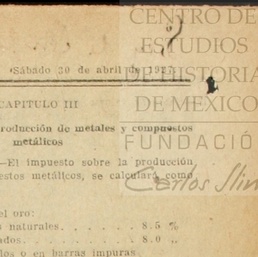 CENTRO DE
ESTUDIOS
DE HISTORIA
DE MEXICO
FUNDACIÓ
Carlos Slim
Sábado 30 de abril de
CAPITULO III
roducción de metales y compuestos
metálicos
—El impuesto sobre la producción
estos metálicos, se calculará como
el oro:
s naturales. . . . . . . 8.5 %
ados. . . . . . . . 8.0 „
los o en barras impuras